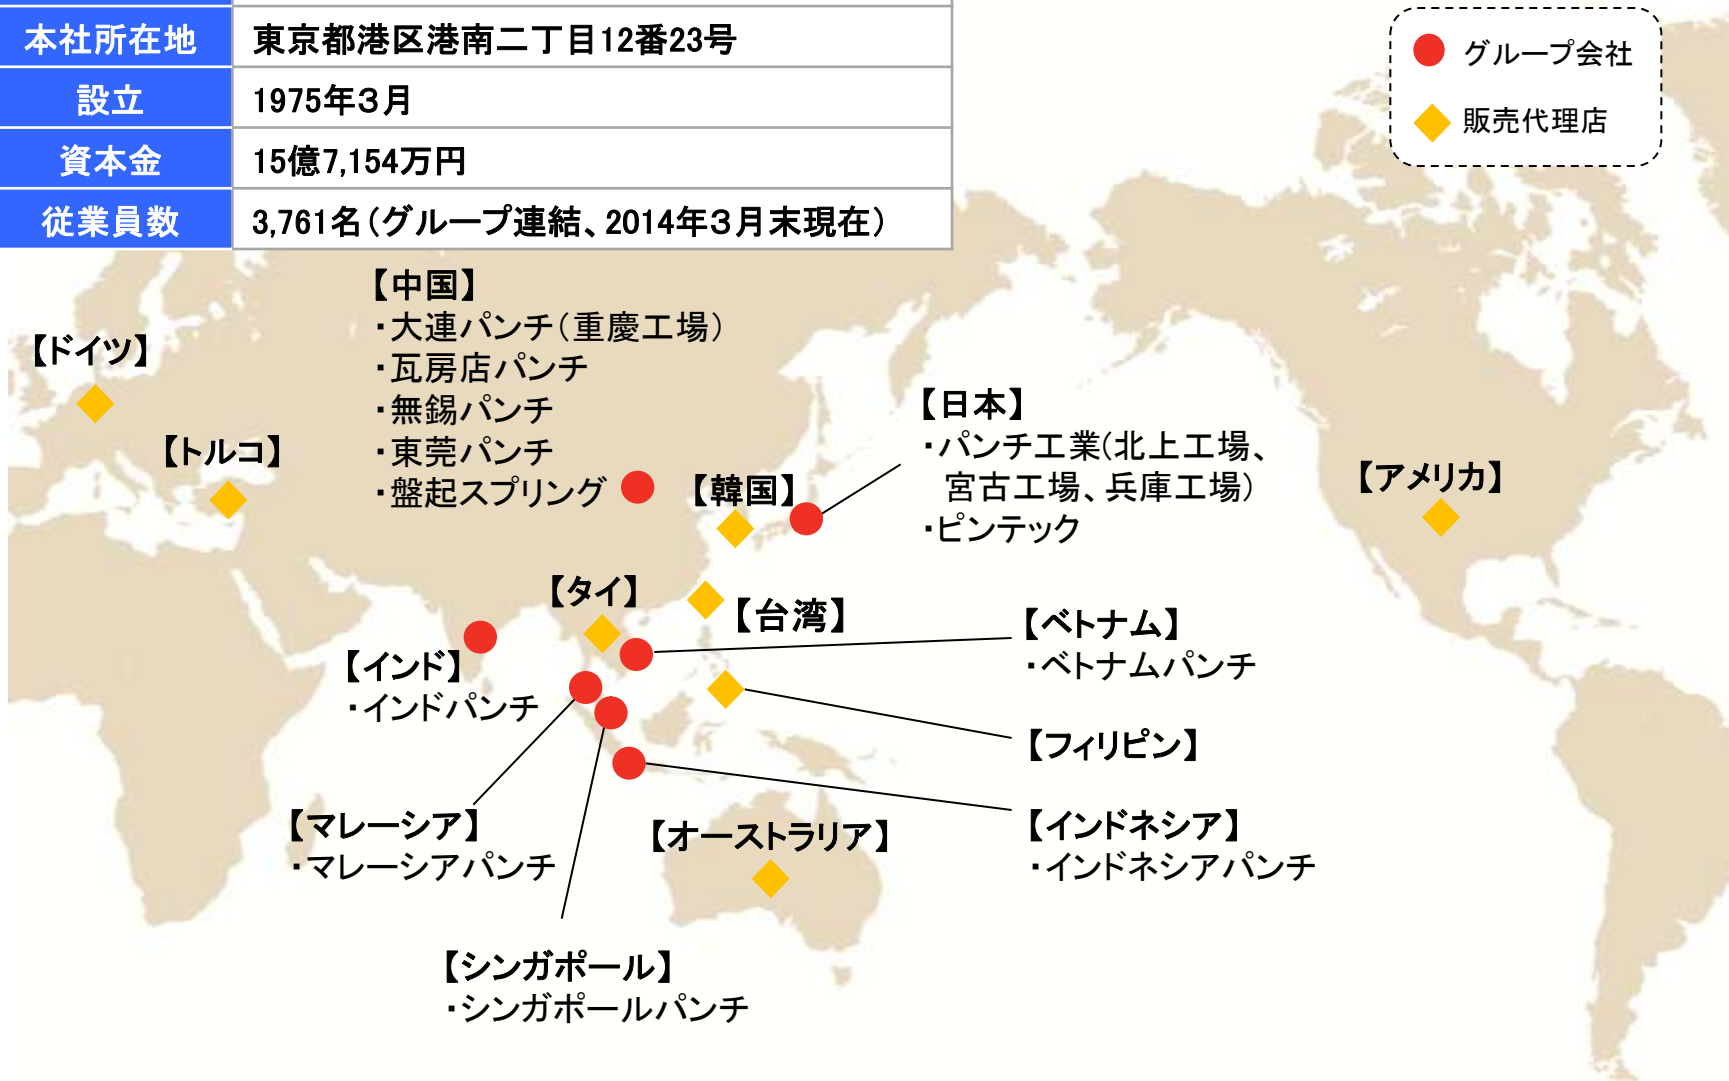 本社所在地 東京都港区港南二丁目12番23号
設立 1975年３月
資本金 15億7,154万円
従業員数 3,761名（グループ連結、2014年３月末現在）
グループ会社
販売代理店
【中国】
・大連パンチ（重慶工場）
・瓦房店パンチ
・無錫パンチ
・東莞パンチ
・盤起スプリング
【ドイツ】
【トルコ】
【韓国】
【日本】
・パンチ工業(北上工場、
宮古工場、兵庫工場）
・ピンテック
【アメリカ】
【タイ】
【台湾】
【インド】
・インドパンチ
【ベトナム】
・ベトナムパンチ
【フィリピン】
【マレーシア】
・マレーシアパンチ
【オーストラリア】
【インドネシア】
・インドネシアパンチ
【シンガポール】
・シンガポールパンチ